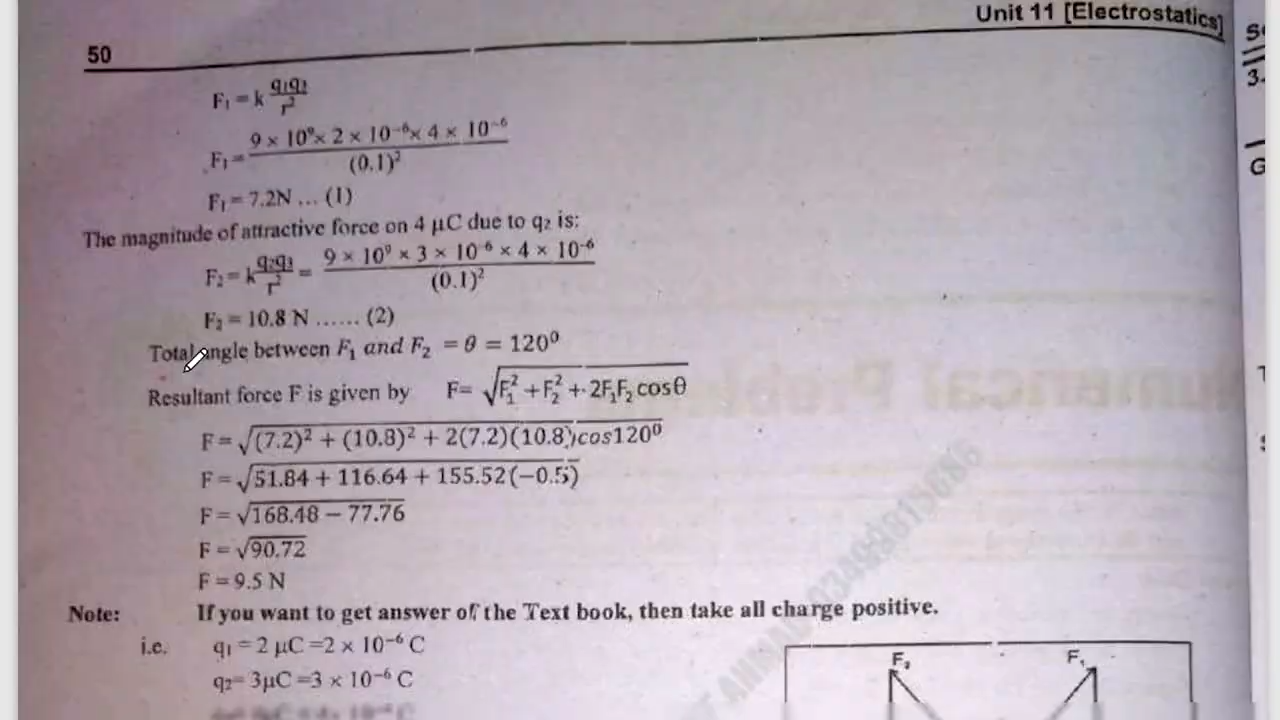 Unit 11 [Electrostatics]
50
F₁ = k q₁q₃/r²
F₁ = 9 × 10⁹ × 2 × 10⁻⁶ × 4 × 10⁻⁶/(0.1)²
F₁ = 7.2N ... (1)
The magnitude of attractive force on 4 μC due to q₂ is:
F₂ = k q₂q₃/r² = 9 × 10⁹ × 3 × 10⁻⁶ × 4 × 10⁻⁶/(0.1)²
F₂ = 10.8 N ...... (2)
Total angle between F₁ and F₂ = θ = 120⁰
Resultant force F is given by F= √F₁² + F₂² + 2F₁F₂ cosθ
F = √(7.2)² + (10.8)² + 2(7.2)(10.8)cos120⁰
F = √51.84 + 116.64 + 155.52(−0.5)
F = √168.48 − 77.76
F = √90.72
F = 9.5 N
Note: If you want to get answer of the Text book, then take all charge positive.
i.e. q₁ = 2 μC =2 × 10⁻⁶ C
q₂= 3μC =3 × 10⁻⁶ C
F₂ F₁